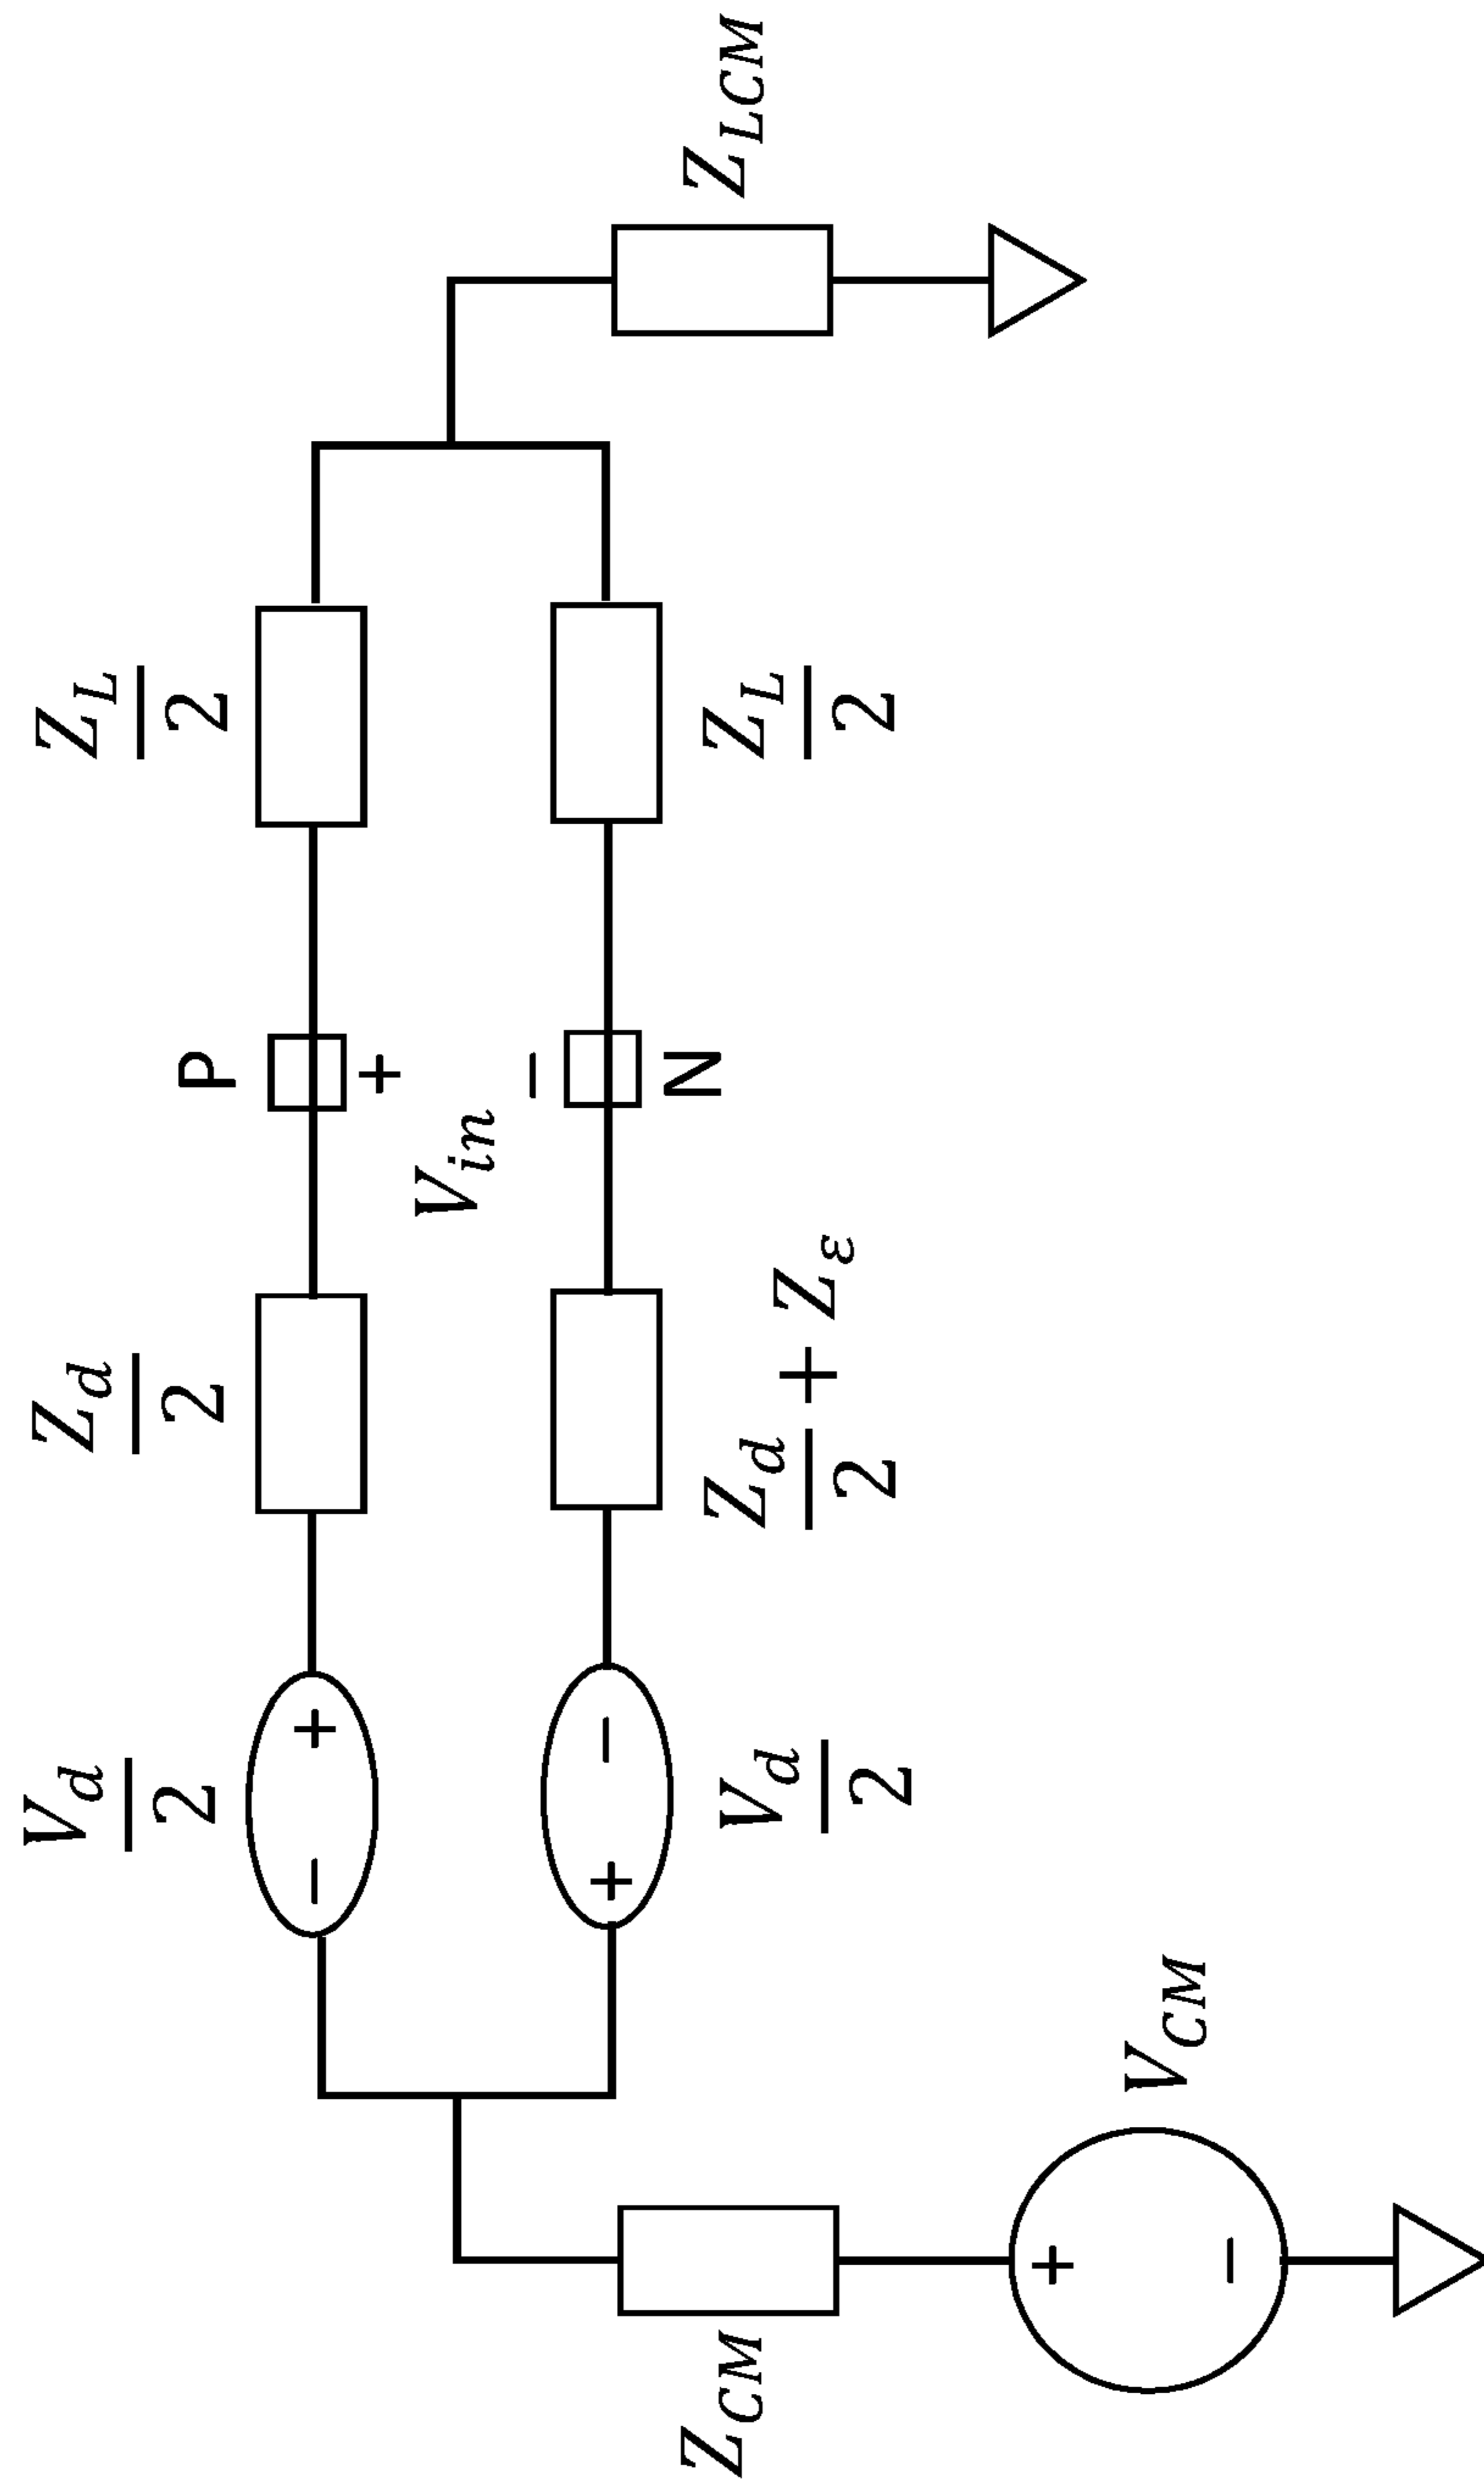 V_d/2
Z_d/2
P
Z_L/2
- +
+
V_in
-
+ -
N
V_d/2
Z_d/2 + Z_ε
Z_L/2
Z_CM
Z_LCM
+
V_CM
-